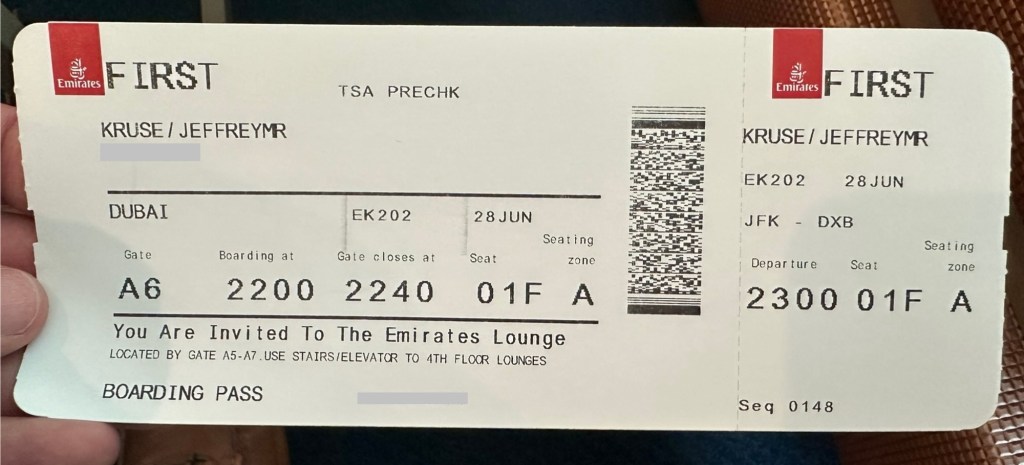 Emirates FIRST
TSA PRECHK
KRUSE/JEFFREYMR
DUBAI EK202 28JUN
Gate Boarding at Gate closes at Seat Seating zone
A6 2200 2240 01F A
You Are Invited To The Emirates Lounge
LOCATED BY GATE A5-A7.USE STAIRS/ELEVATOR TO 4TH FLOOR LOUNGES
BOARDING PASS
Emirates FIRST
KRUSE/JEFFREYMR
EK202 28JUN
JFK - DXB
Departure Seat Seating zone
2300 01F A
Seq 0148